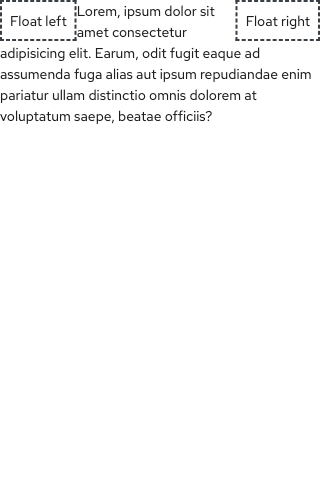 Float left
Lorem, ipsum dolor sit
Float right
amet consectetur
adipisicing elit. Earum, odit fugit eaque ad
assumenda fuga alias aut ipsum repudiandae enim
pariatur ullam distinctio omnis dolorem at
voluptatum saepe, beatae officiis?